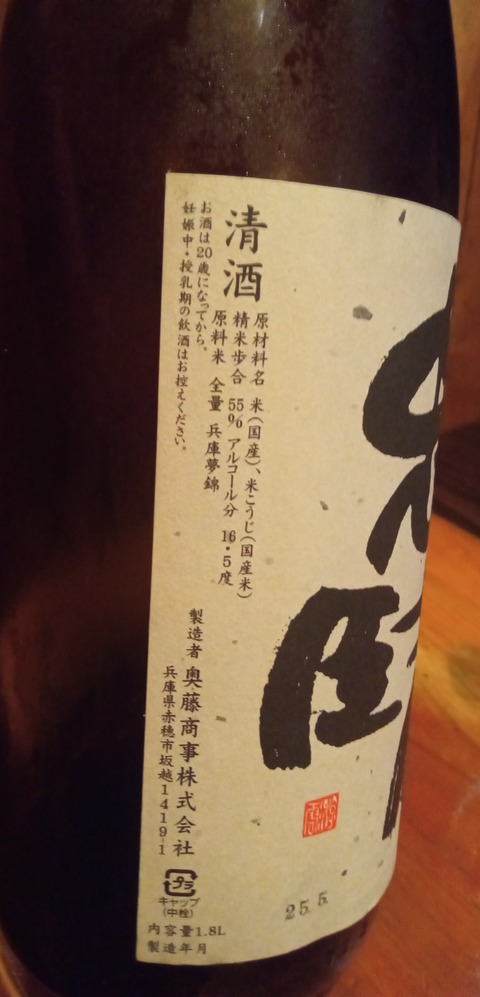 清酒
原材料名 米(国産)、米こうじ(国産米)
精米歩合 55% アルコール分 16・5度
原料米 全量 兵庫夢錦
お酒は20歳になってから。
妊娠中・授乳期の飲酒はお控えください。
製造者 奥藤商事株式会社
兵庫県赤穂市坂越1419-1
プラ
キャップ
(中栓)
内容量1.8L
製造年月
25.5.